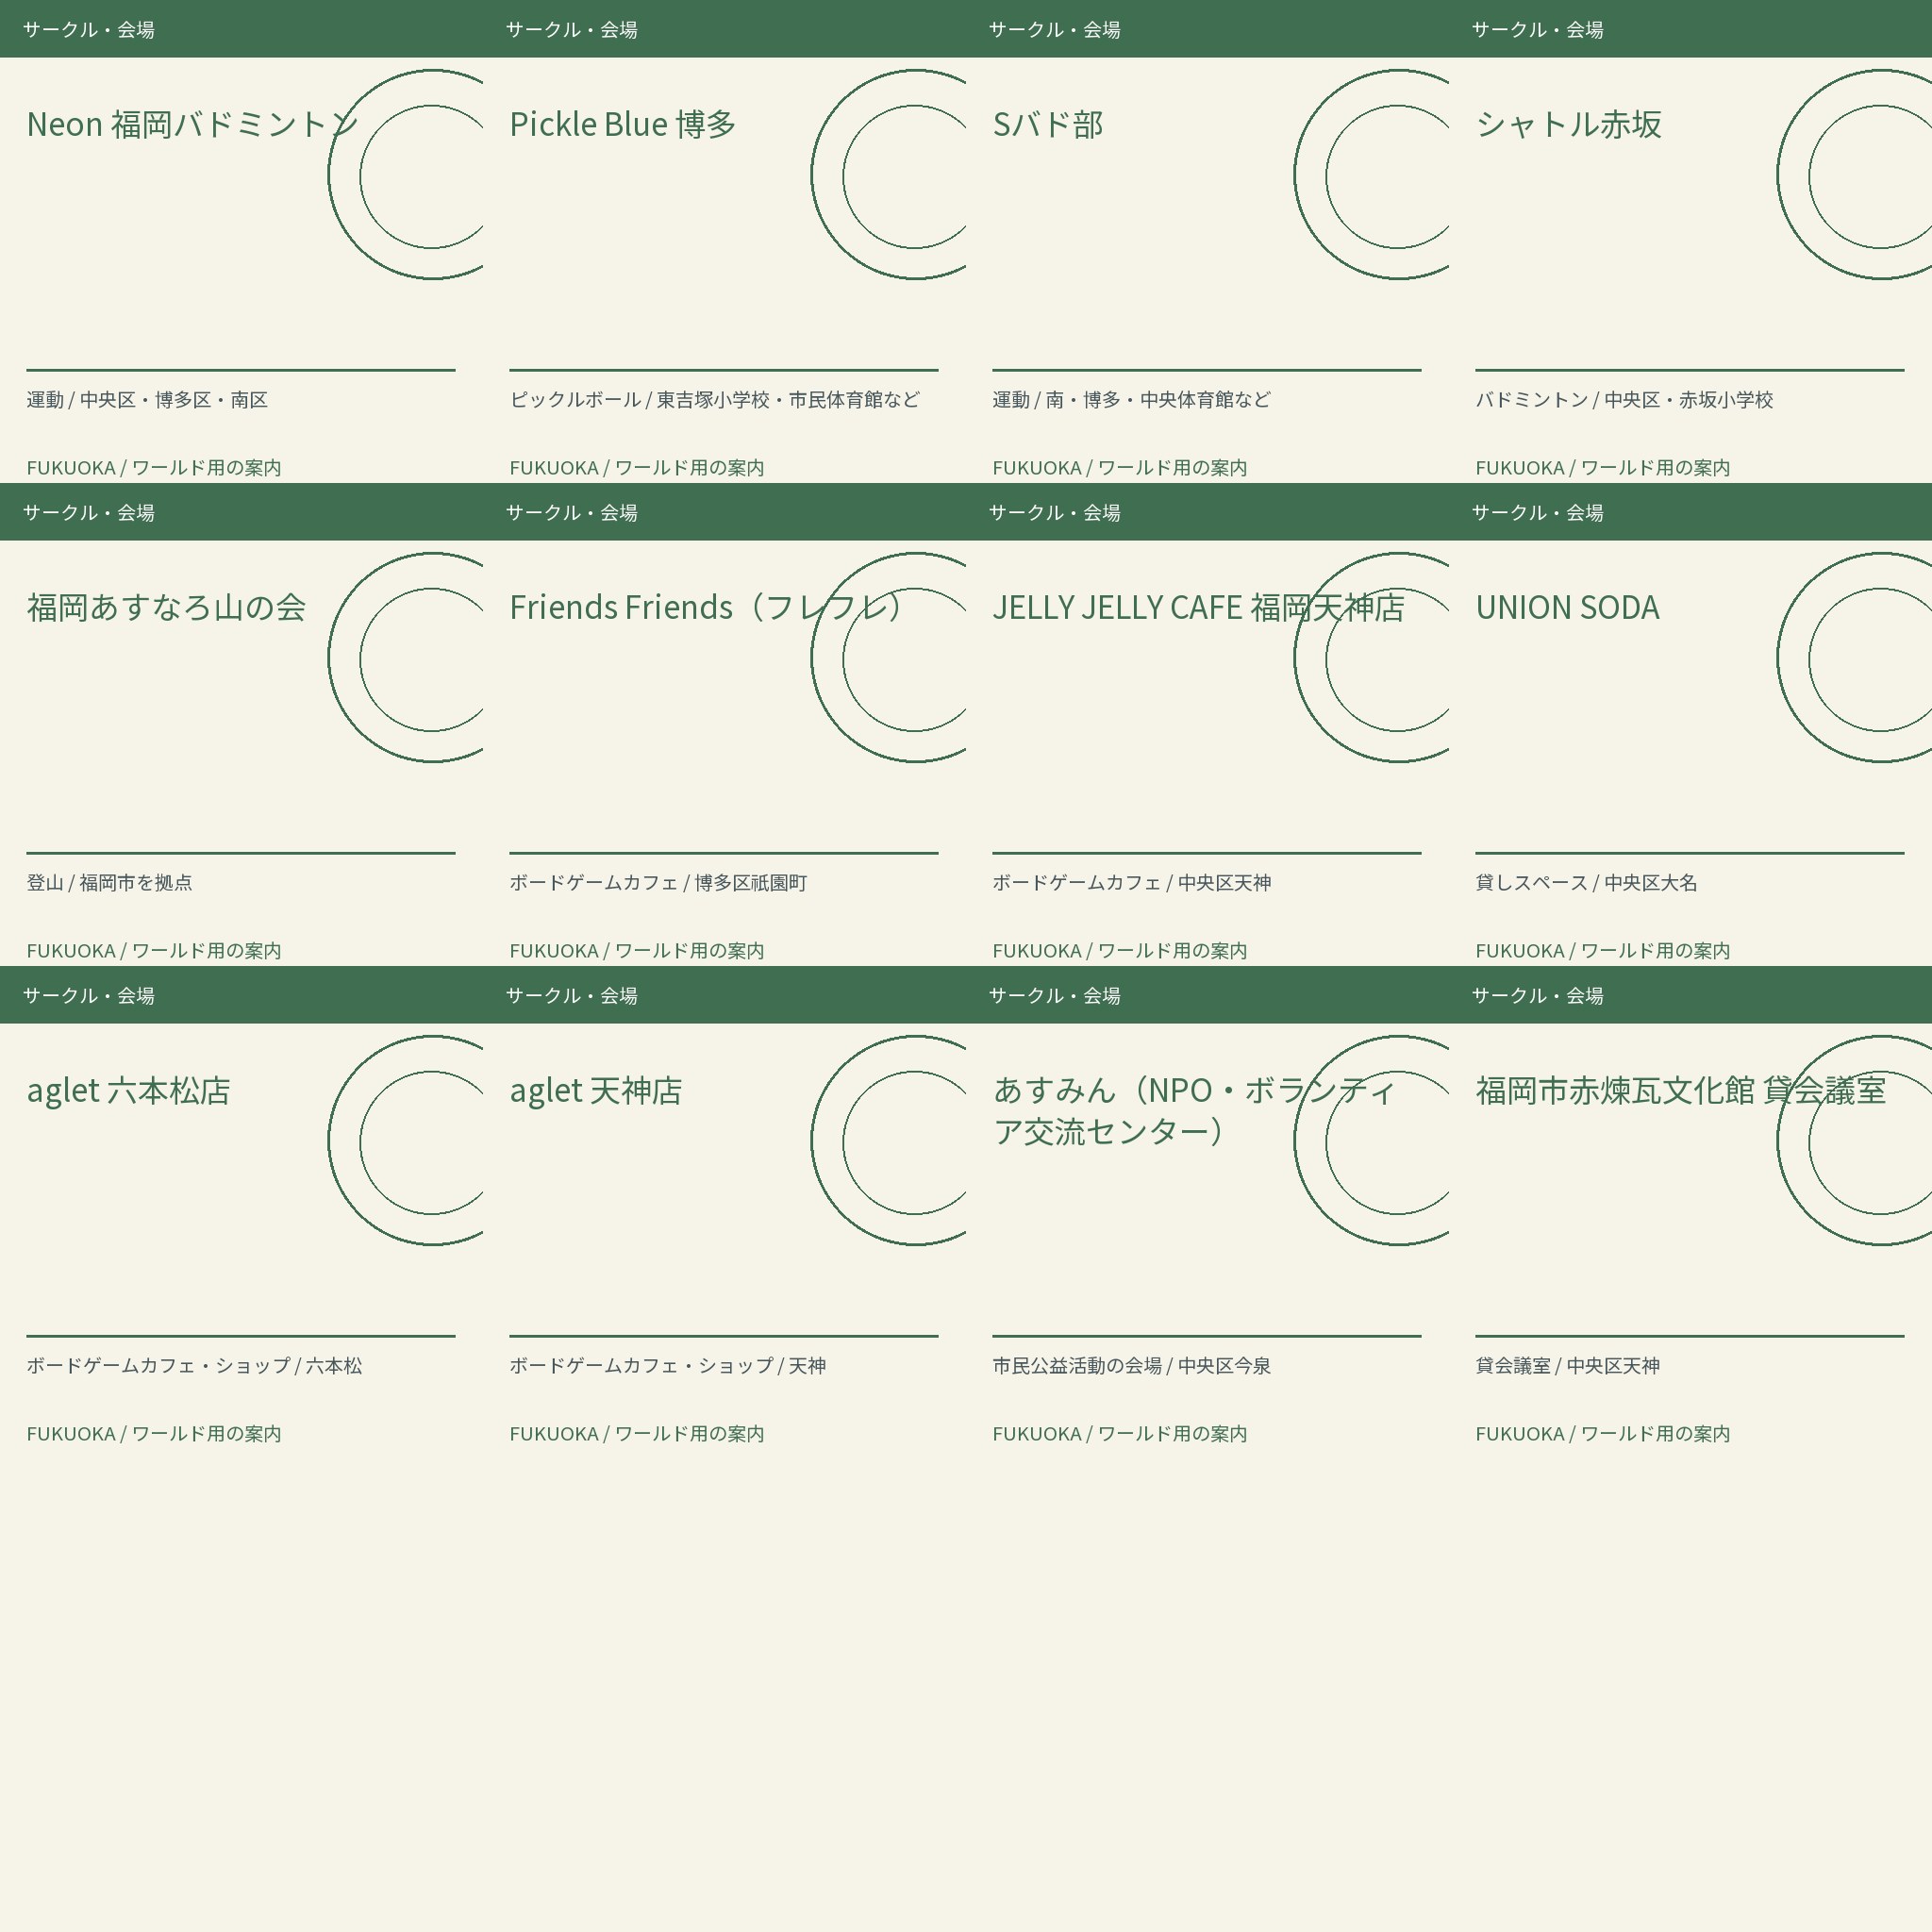 サークル・会場
Neon 福岡バドミントン
運動 / 中央区・博多区・南区
FUKUOKA / ワールド用の案内
サークル・会場
Pickle Blue 博多
ピックルボール / 東吉塚小学校・市民体育館など
FUKUOKA / ワールド用の案内
サークル・会場
Sバド部
運動 / 南・博多・中央体育館など
FUKUOKA / ワールド用の案内
サークル・会場
シャトル赤坂
バドミントン / 中央区・赤坂小学校
FUKUOKA / ワールド用の案内
サークル・会場
福岡あすなろ山の会
登山 / 福岡市を拠点
FUKUOKA / ワールド用の案内
サークル・会場
Friends Friends（フレフレ）
ボードゲームカフェ / 博多区祇園町
FUKUOKA / ワールド用の案内
サークル・会場
JELLY JELLY CAFE 福岡天神店
ボードゲームカフェ / 中央区天神
FUKUOKA / ワールド用の案内
サークル・会場
UNION SODA
貸しスペース / 中央区大名
FUKUOKA / ワールド用の案内
サークル・会場
aglet 六本松店
ボードゲームカフェ・ショップ / 六本松
FUKUOKA / ワールド用の案内
サークル・会場
aglet 天神店
ボードゲームカフェ・ショップ / 天神
FUKUOKA / ワールド用の案内
サークル・会場
あすみん（NPO・ボランティ
ア交流センター）
市民公益活動の会場 / 中央区今泉
FUKUOKA / ワールド用の案内
サークル・会場
福岡市赤煉瓦文化館 貸会議室
貸会議室 / 中央区天神
FUKUOKA / ワールド用の案内